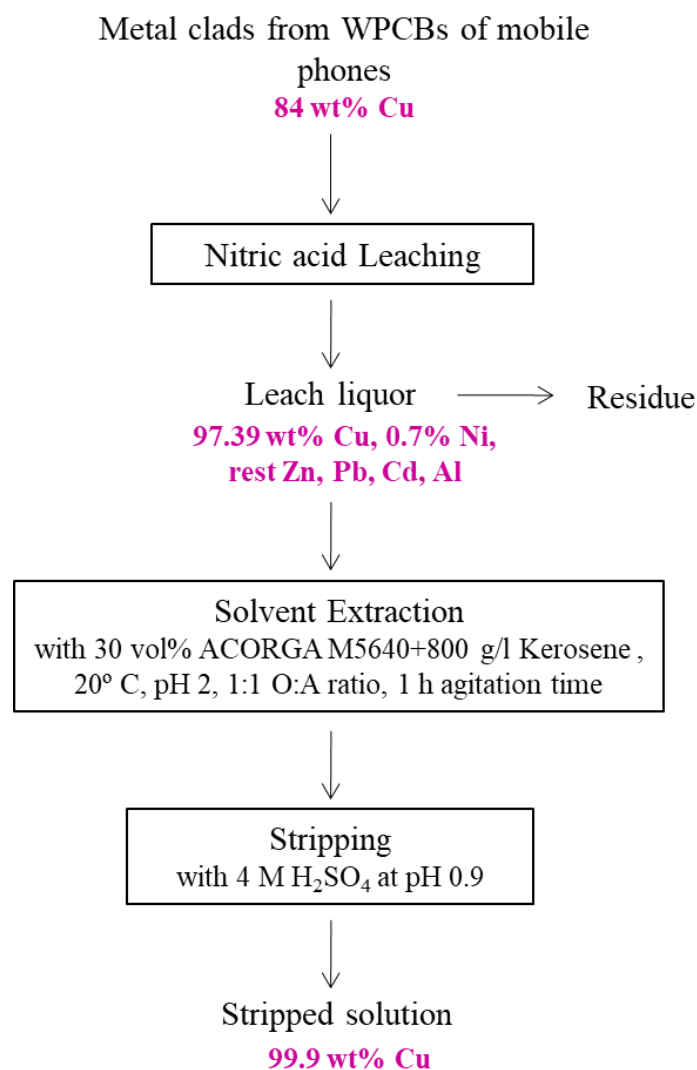 Metal clads from WPCBs of mobile
phones
84 wt% Cu
Nitric acid Leaching
Leach liquor
Residue
97.39 wt% Cu, 0.7% Ni,
rest Zn, Pb, Cd, Al
Solvent Extraction
with 30 vol% ACORGA M5640+800 g/l Kerosene ,
20º C, pH 2, 1:1 O:A ratio, 1 h agitation time
Stripping
with 4 M H₂SO₄ at pH 0.9
Stripped solution
99.9 wt% Cu